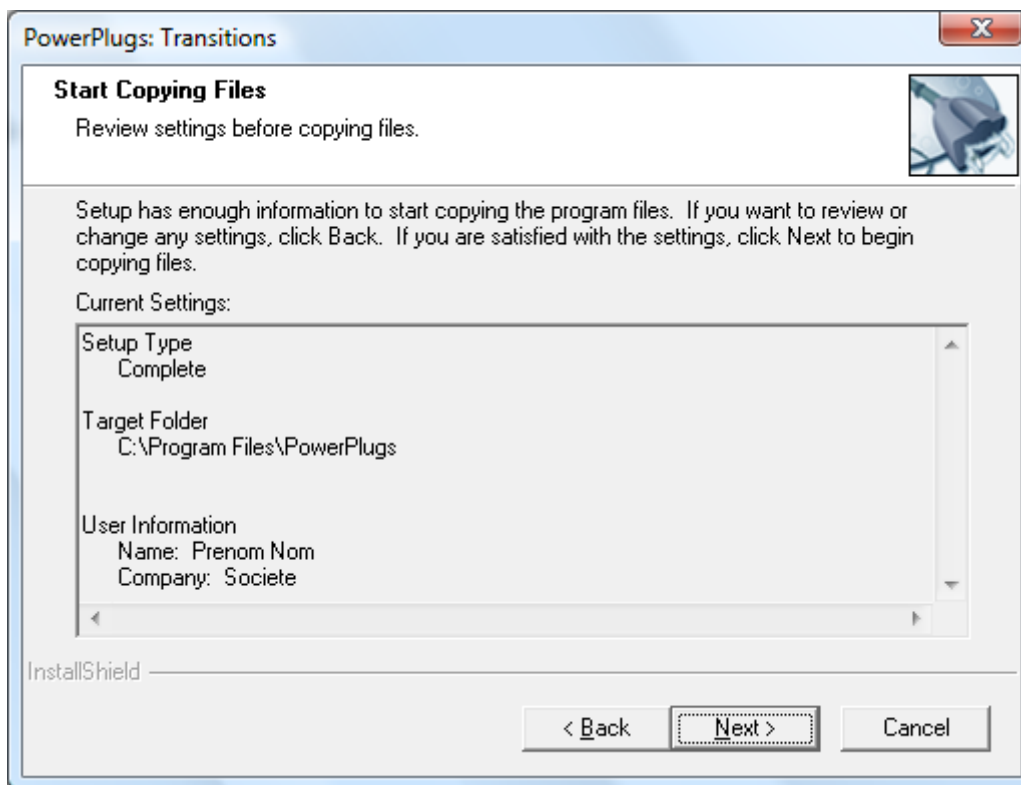 PowerPlugs: Transitions
Start Copying Files
Review settings before copying files.
Setup has enough information to start copying the program files.  If you want to review or
change any settings, click Back.  If you are satisfied with the settings, click Next to begin
copying files.
Current Settings:
Setup Type
Complete
Target Folder
C:\Program Files\PowerPlugs
User Information
Name:  Prenom Nom
Company:  Societe
InstallShield
< Back
Next >
Cancel